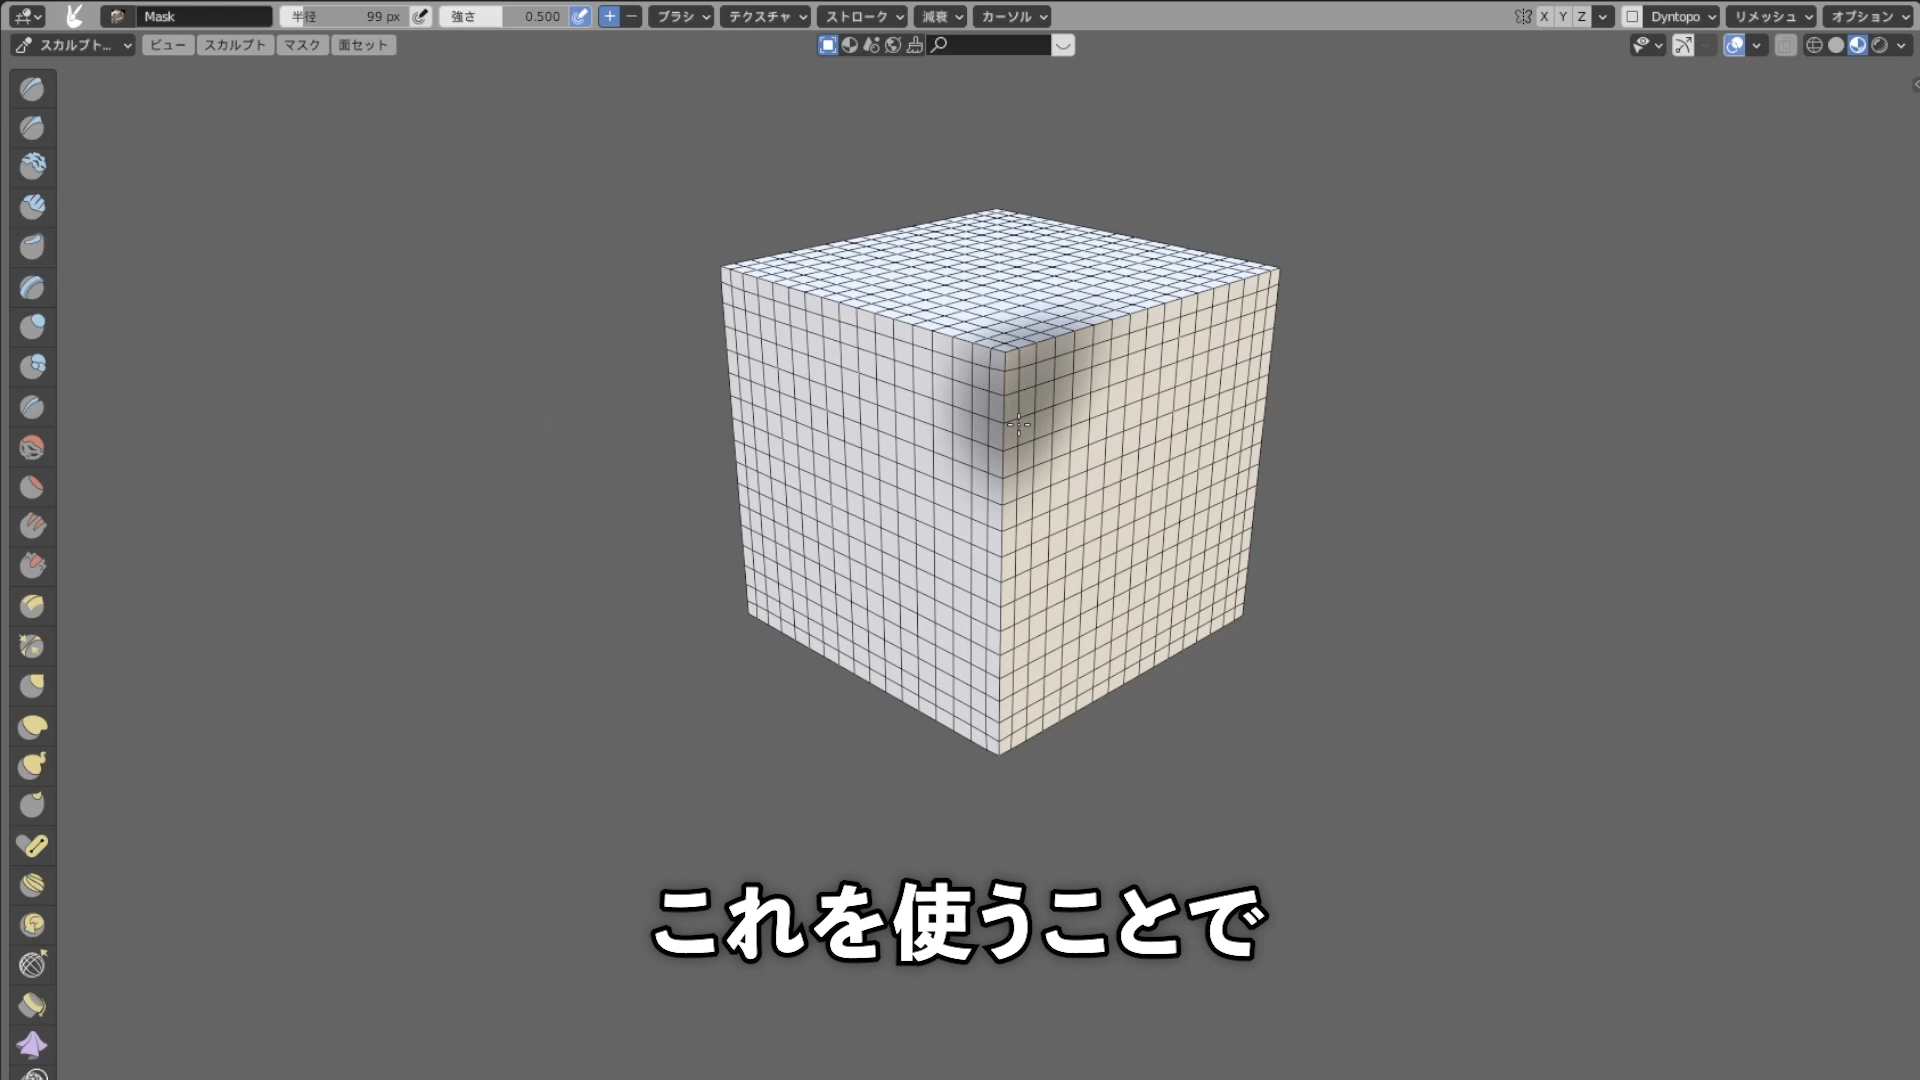 Mask 半径 99 px 強さ 0.500 ブラシ テクスチャ ストローク 減衰 カーソル X Y Z Dyntopo リメッシュ オプション
スカルプト... ビュー スカルプト マスク 面セット
これを使うことで